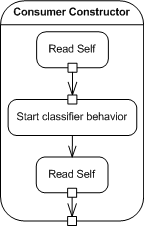 Consumer Constructor
Read Self
Start classifier behavior
Read Self